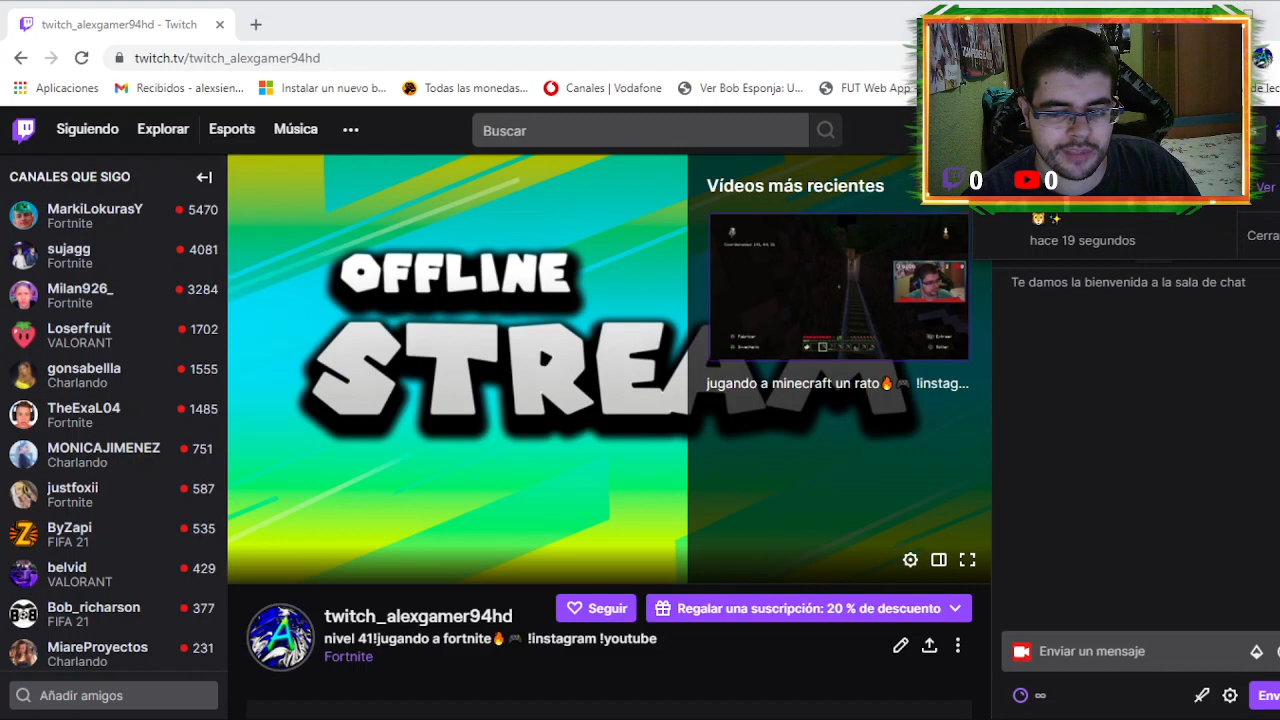 twitch_alexgamer94hd - Twitch
twitch.tv/twitch_alexgamer94hd
Aplicaciones
Recibidos - alexsien...
Instalar un nuevo b...
Todas las monedas...
Canales | Vodafone
Ver Bob Esponja: U...
FUT Web App
de lec
Siguiendo
Explorar
Esports
Música
Buscar
0
0
Ver
CANALES QUE SIGO
MarkiLokurasY 5470
Fortnite
sujagg 4081
Fortnite
Milan926_ 3284
Fortnite
Loserfruit 1702
VALORANT
gonsabellla 1555
Charlando
TheExaL04 1485
Fortnite
MONICAJIMENEZ 751
Charlando
justfoxii 587
Fortnite
ByZapi 535
FIFA 21
belvid 429
VALORANT
Bob_richarson 377
FIFA 21
MiareProyectos 231
Charlando
Añadir amigos
OFFLINE
STREAM
Vídeos más recientes
jugando a minecraft un rato🔥🎮 !instag...
twitch_alexgamer94hd
Seguir
Regalar una suscripción: 20 % de descuento
nivel 41!jugando a fortnite🔥🎮 !instagram !youtube
Fortnite
🐯✨
hace 19 segundos
Cerra
Te damos la bienvenida a la sala de chat
Enviar un mensaje
∞
Env